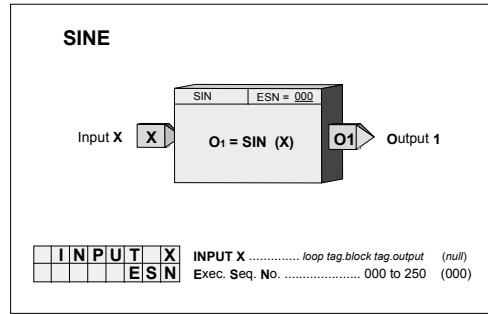 SINE
SIN ESN = 000
Input X X O1 = SIN (X) O1 Output 1
INPUT X INPUT X .............. loop tag.block tag.output (null)
ESN Exec. Seq. No. ..................... 000 to 250 (000)